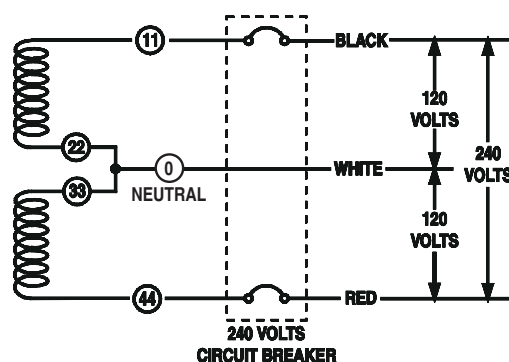 11
BLACK
120
VOLTS
22
0
WHITE
240
VOLTS
33
NEUTRAL
120
VOLTS
44
RED
240 VOLTS
CIRCUIT BREAKER